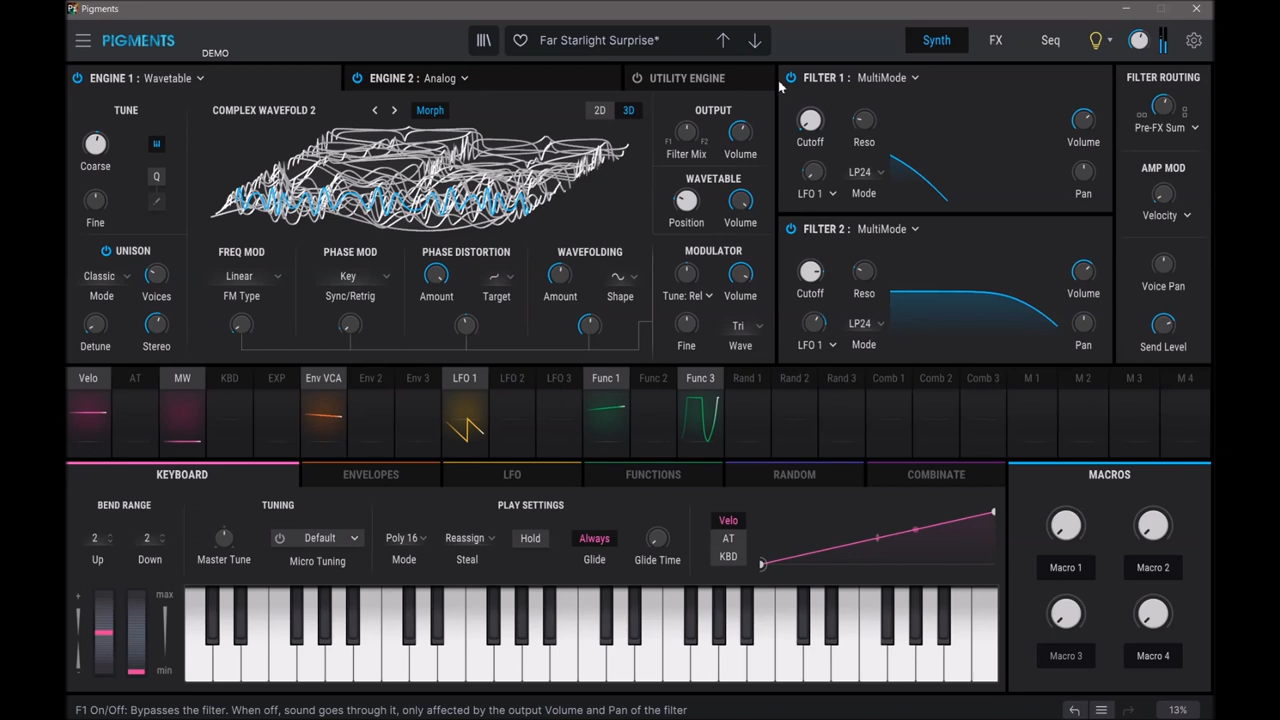 Pigments
PIGMENTS
DEMO
Far Starlight Surprise*
Synth
FX
Seq
ENGINE 1 : Wavetable
ENGINE 2 : Analog
UTILITY ENGINE
FILTER 1 : MultiMode
FILTER ROUTING
TUNE
COMPLEX WAVEFOLD 2
Morph
2D
3D
OUTPUT
Coarse
Q
Fine
F1
F2
Filter Mix
Volume
WAVETABLE
Position
Volume
Cutoff
Reso
Volume
LFO 1
LP24
Mode
Pan
Pre-FX Sum
AMP MOD
Velocity
UNISON
Classic
Mode
Voices
Detune
Stereo
FREQ MOD
Linear
FM Type
PHASE MOD
Key
Sync/Retrig
PHASE DISTORTION
Amount
Target
WAVEFOLDING
Amount
Shape
MODULATOR
Tune: Rel
Volume
Fine
Tri
Wave
FILTER 2 : MultiMode
Cutoff
Reso
Volume
LFO 1
LP24
Mode
Pan
Voice Pan
Send Level
Velo
AT
MW
KBD
EXP
Env VCA
Env 2
Env 3
LFO 1
LFO 2
LFO 3
Func 1
Func 2
Func 3
Rand 1
Rand 2
Rand 3
Comb 1
Comb 2
Comb 3
M 1
M 2
M 3
M 4
KEYBOARD
ENVELOPES
LFO
FUNCTIONS
RANDOM
COMBINATE
MACROS
BEND RANGE
2
2
Up
Down
TUNING
Master Tune
Default
Micro Tuning
PLAY SETTINGS
Poly 16
Mode
Reassign
Steal
Hold
Always
Glide
Glide Time
Velo
AT
KBD
Macro 1
Macro 2
Macro 3
Macro 4
+
-
max
min
F1 On/Off: Bypasses the filter. When off, sound goes through it, only affected by the output Volume and Pan of the filter
13%